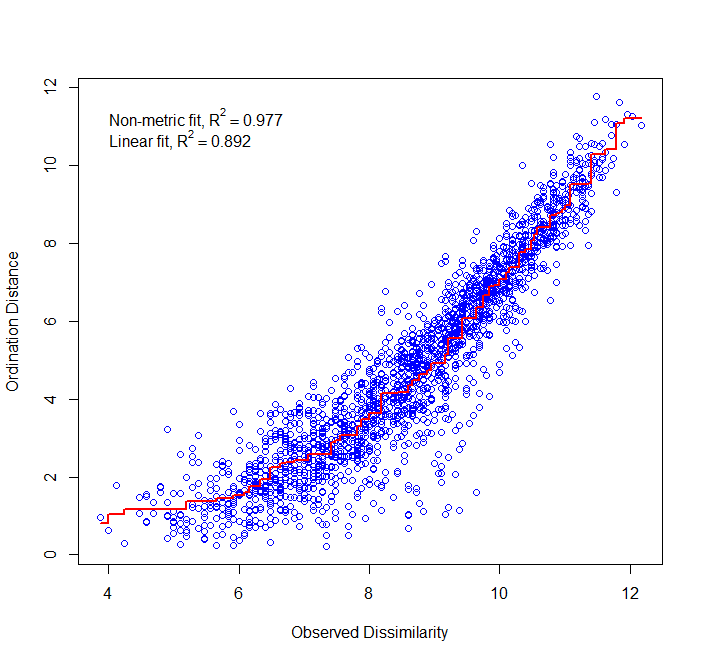 Non-metric fit, R² = 0.977
Linear fit, R² = 0.892
12
10
8
6
4
2
0
Ordination Distance
4 6 8 10 12
Observed Dissimilarity